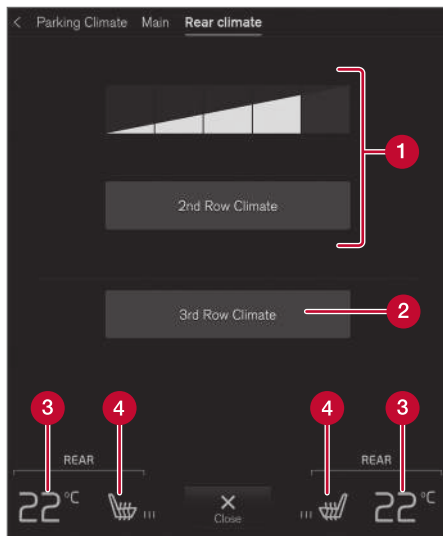 Parking Climate Main Rear climate
1
2nd Row Climate
3rd Row Climate
2
3 4 4 3
REAR REAR
22°C 22°C
Close